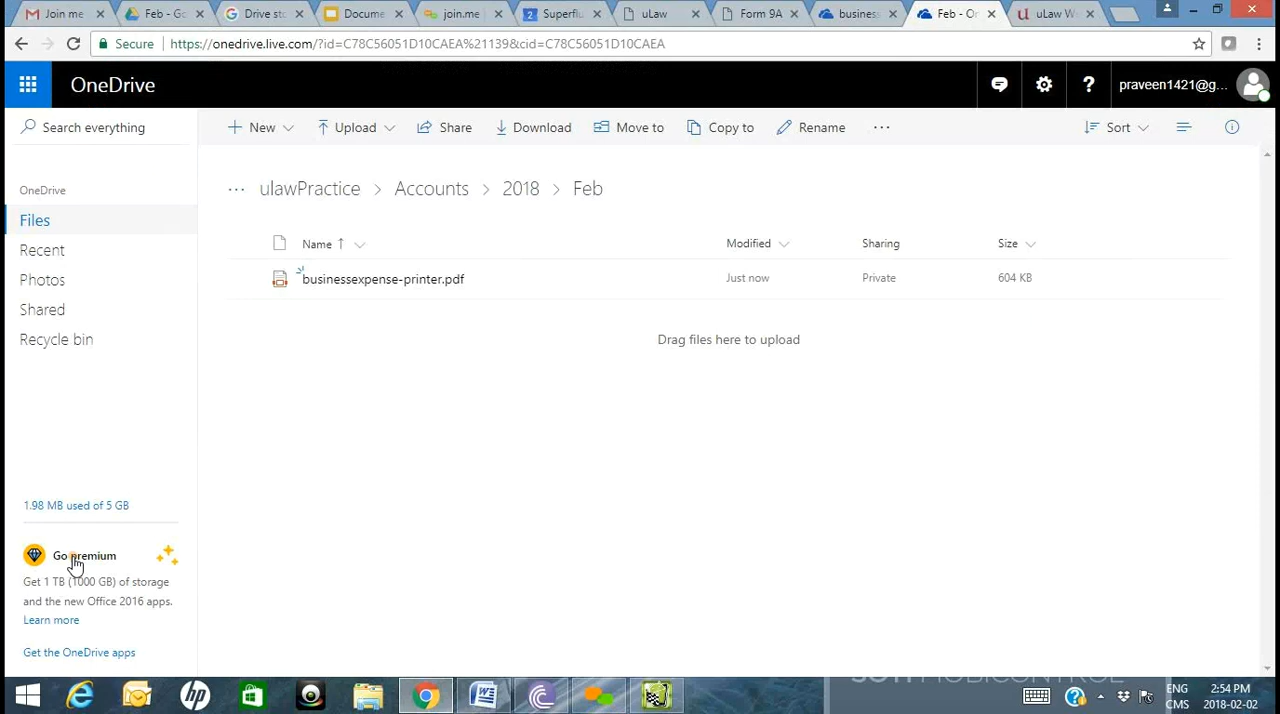 Join me
Feb - Go
Drive sto
Docume
join.me
Superflu
uLaw
Form 9A
business
Feb - On
uLaw W
Secure
https://onedrive.live.com/?id=C78C56051D10CAEA%21139&cid=C78C56051D10CAEA
OneDrive
praveen1421@g...
Search everything
New
Upload
Share
Download
Move to
Copy to
Rename
Sort
OneDrive
Files
Recent
Photos
Shared
Recycle bin
ulawPractice > Accounts > 2018 > Feb
Name Modified Sharing Size
businessexpense-printer.pdf Just now Private 604 KB
Drag files here to upload
1.98 MB used of 5 GB
Go premium
Get 1 TB (1000 GB) of storage
and the new Office 2016 apps.
Learn more
Get the OneDrive apps
ENG
CMS
2:54 PM
2018-02-02